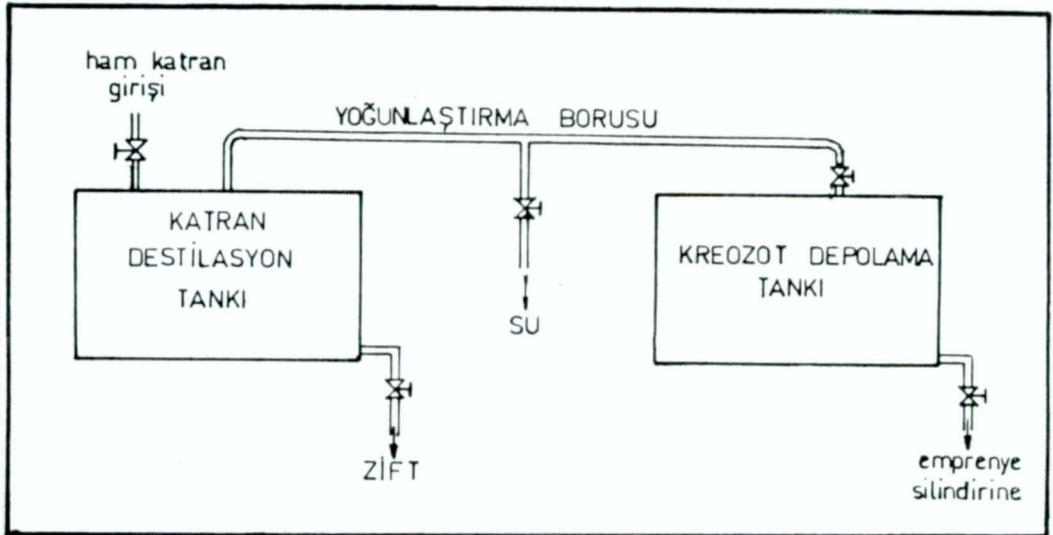 ham katran
girişi
YOĞUNLAŞTIRMA BORUSU
KATRAN
DESTİLASYON
TANKI
SU
KREOZOT DEPOLAMA
TANKI
ZİFT
emprenye
silindirine